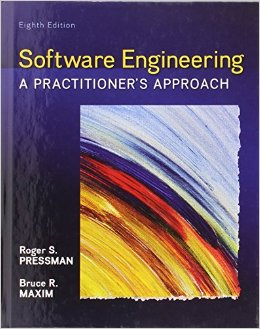 Eighth Edition
Software Engineering
A PRACTITIONER'S APPROACH
Roger S.
PRESSMAN
Bruce R.
MAXIM